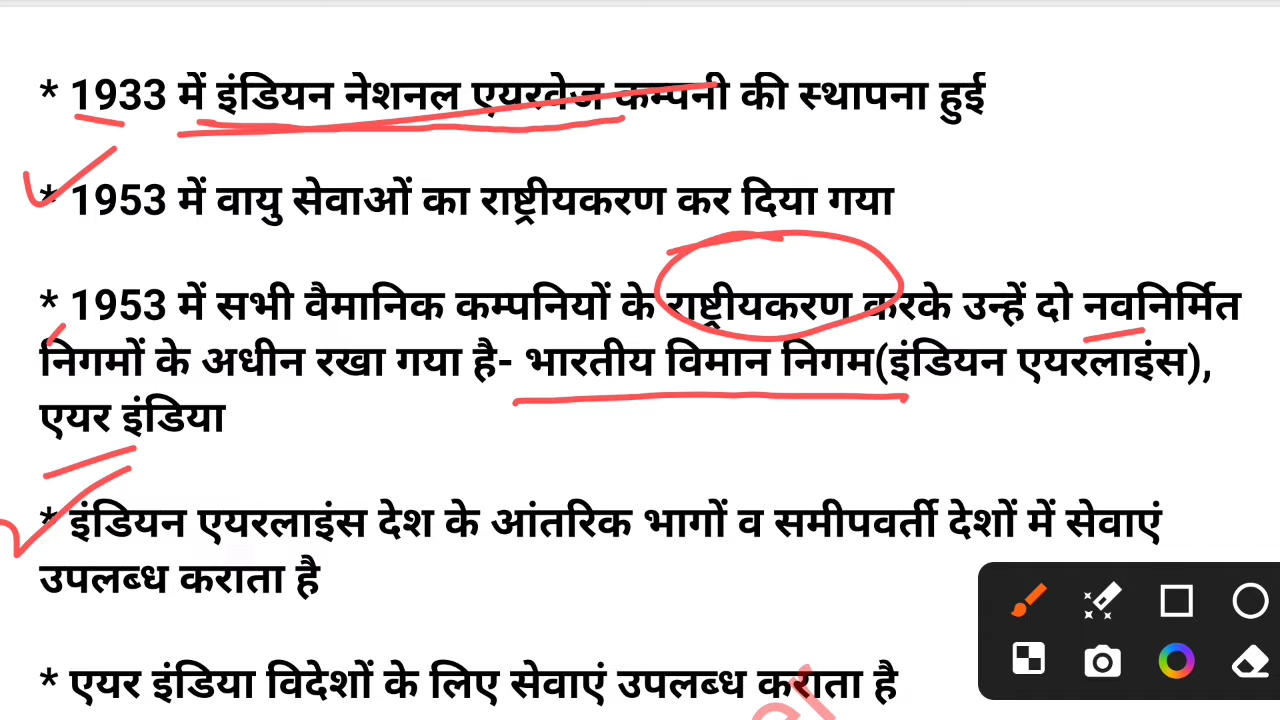 * 1933 में इंडियन नेशनल एयरवेज कम्पनी की स्थापना हुई
* 1953 में वायु सेवाओं का राष्ट्रीयकरण कर दिया गया
* 1953 में सभी वैमानिक कम्पनियों के राष्ट्रीयकरण करके उन्हें दो नवनिर्मित
निगमों के अधीन रखा गया है- भारतीय विमान निगम(इंडियन एयरलाइंस),
एयर इंडिया
* इंडियन एयरलाइंस देश के आंतरिक भागों व समीपवर्ती देशों में सेवाएं
उपलब्ध कराता है
* एयर इंडिया विदेशों के लिए सेवाएं उपलब्ध कराता है